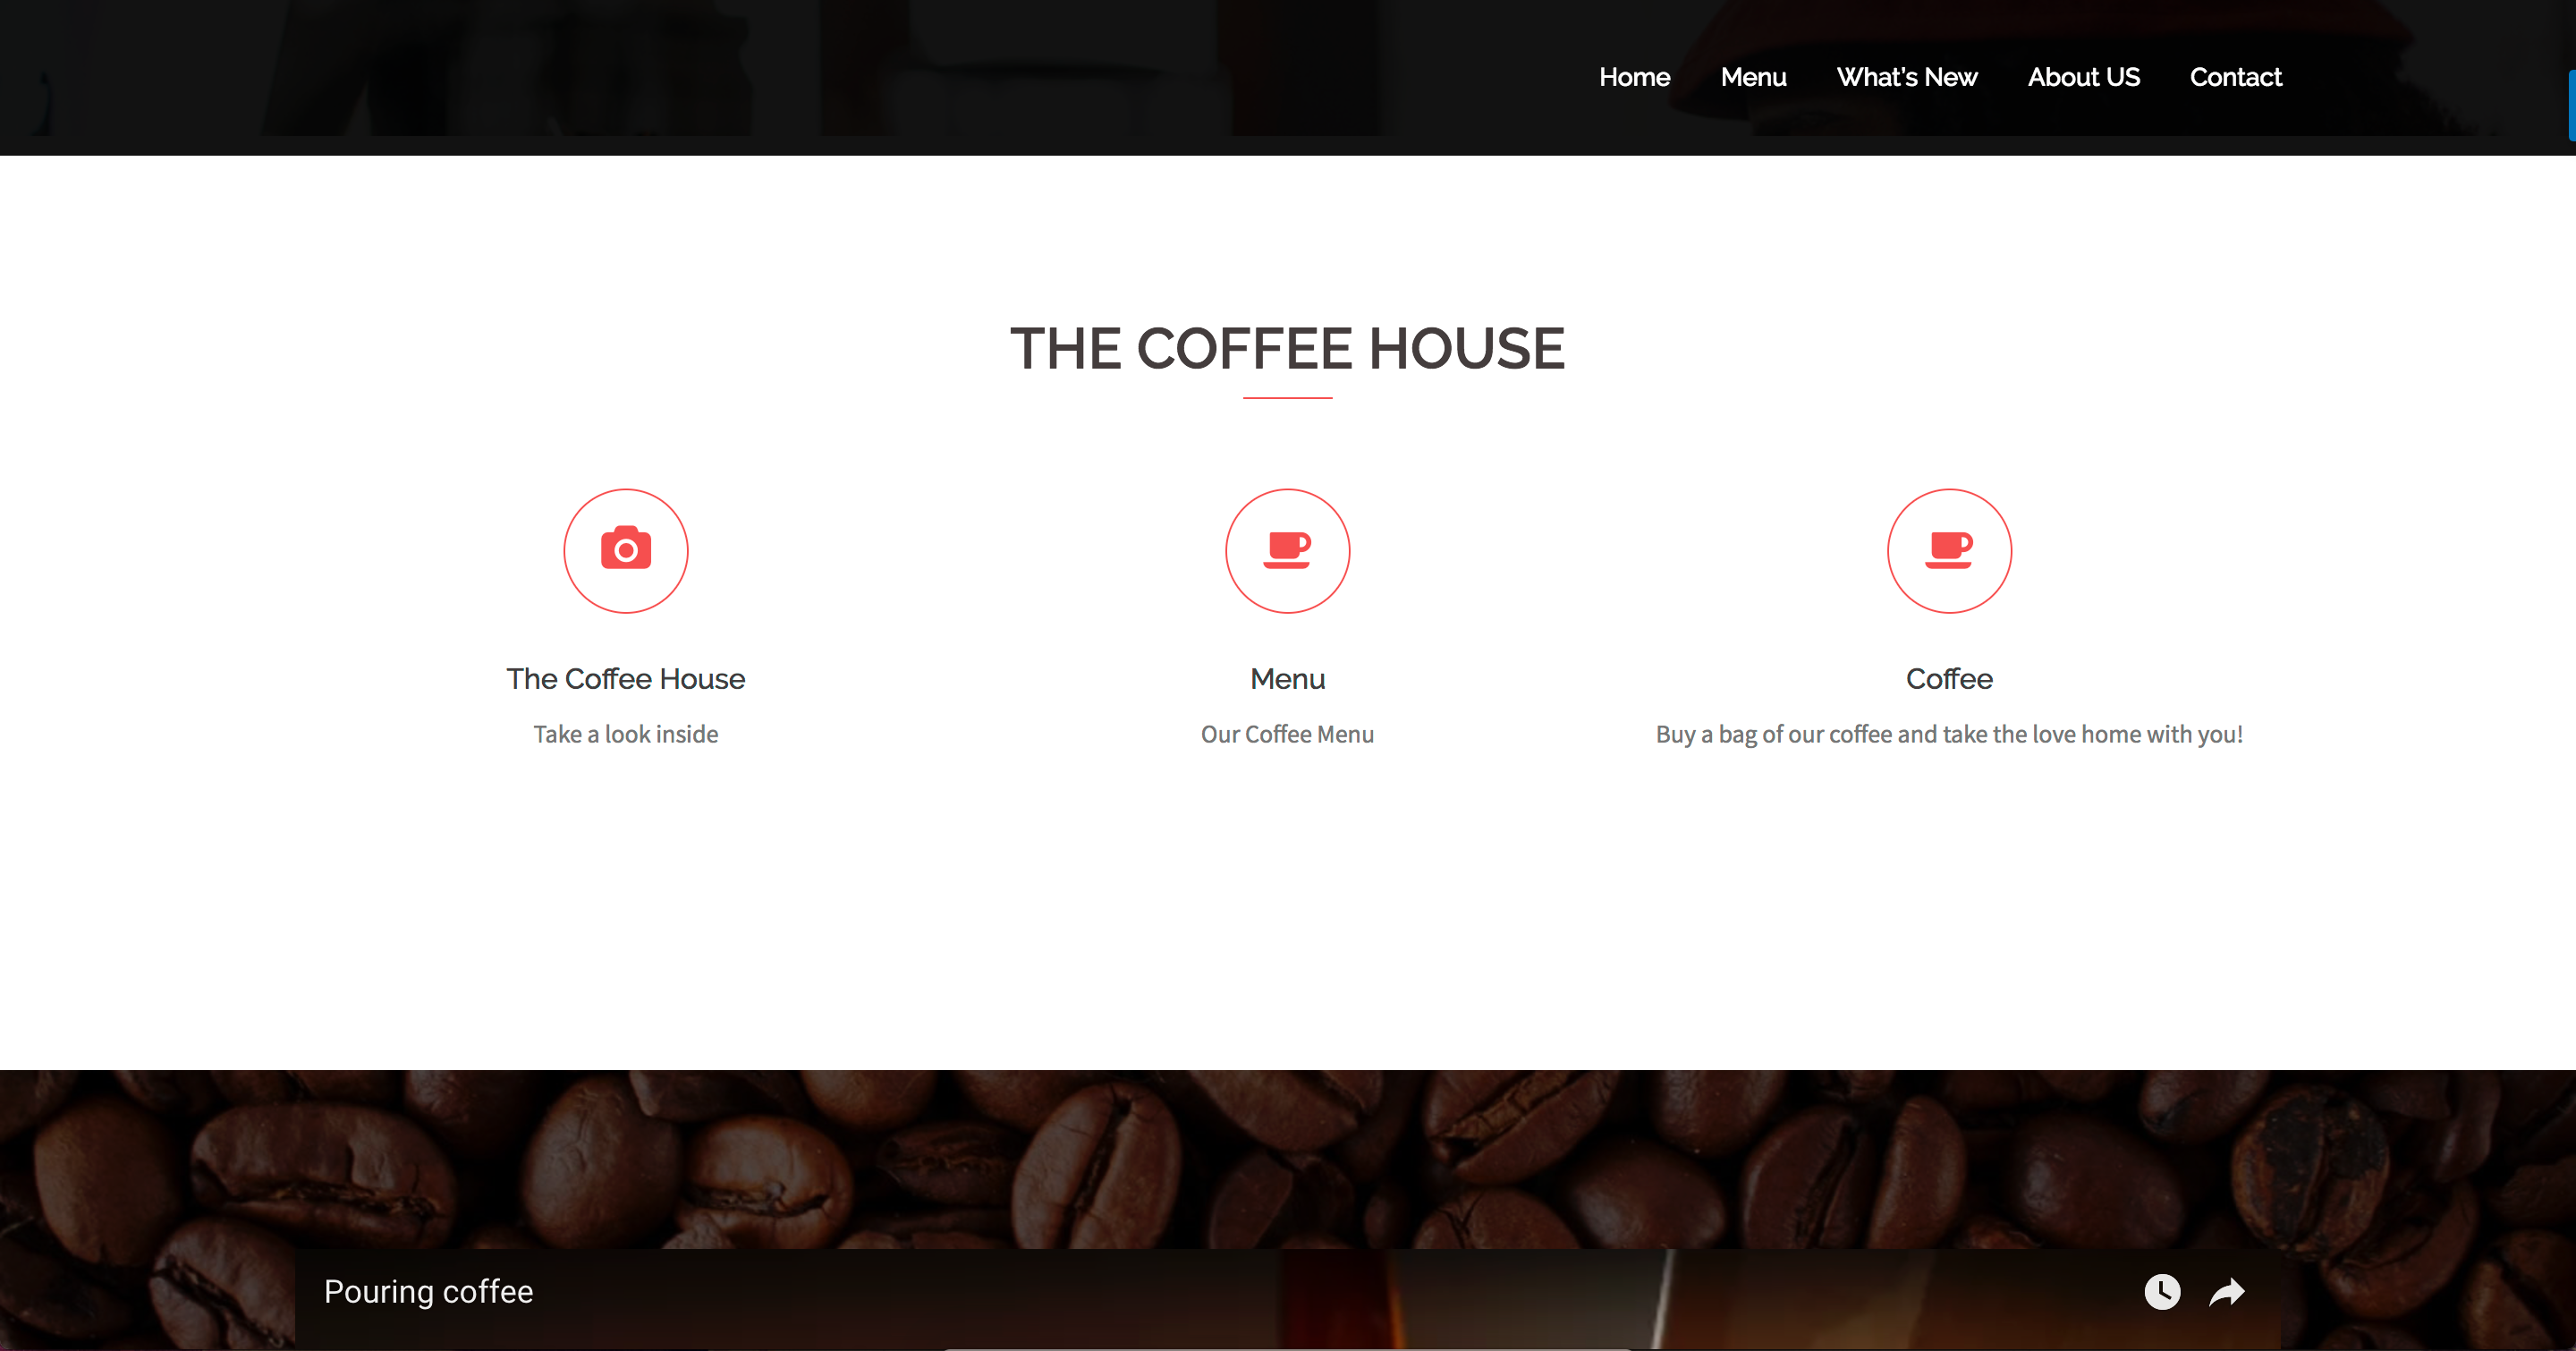 Home Menu What's New About US Contact
THE COFFEE HOUSE
The Coffee House
Take a look inside
Menu
Our Coffee Menu
Coffee
Buy a bag of our coffee and take the love home with you!
Pouring coffee